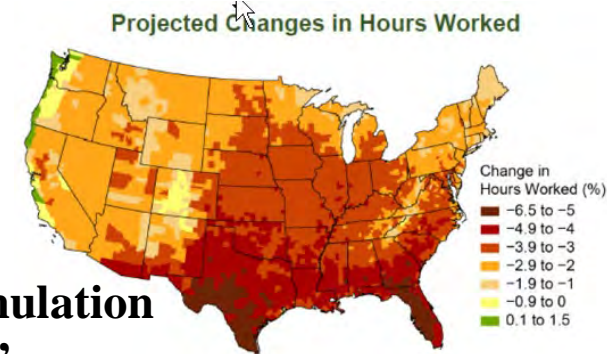 Projected Changes in Hours Worked
Change in
Hours Worked (%)
−6.5 to −5
−4.9 to −4
−3.9 to −3
−2.9 to −2
−1.9 to −1
−0.9 to 0
0.1 to 1.5
”